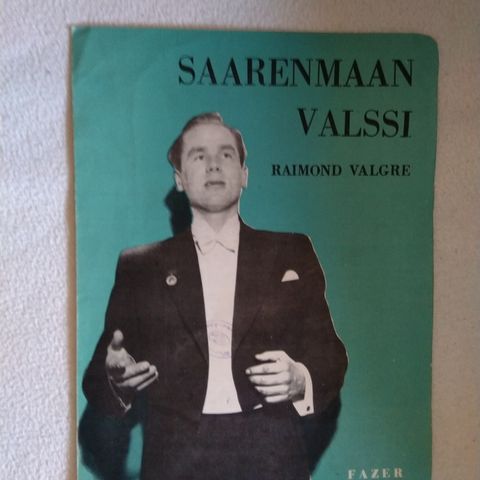 SAARENMAAN
VALSSI
RAIMOND VALGRE
FAZER